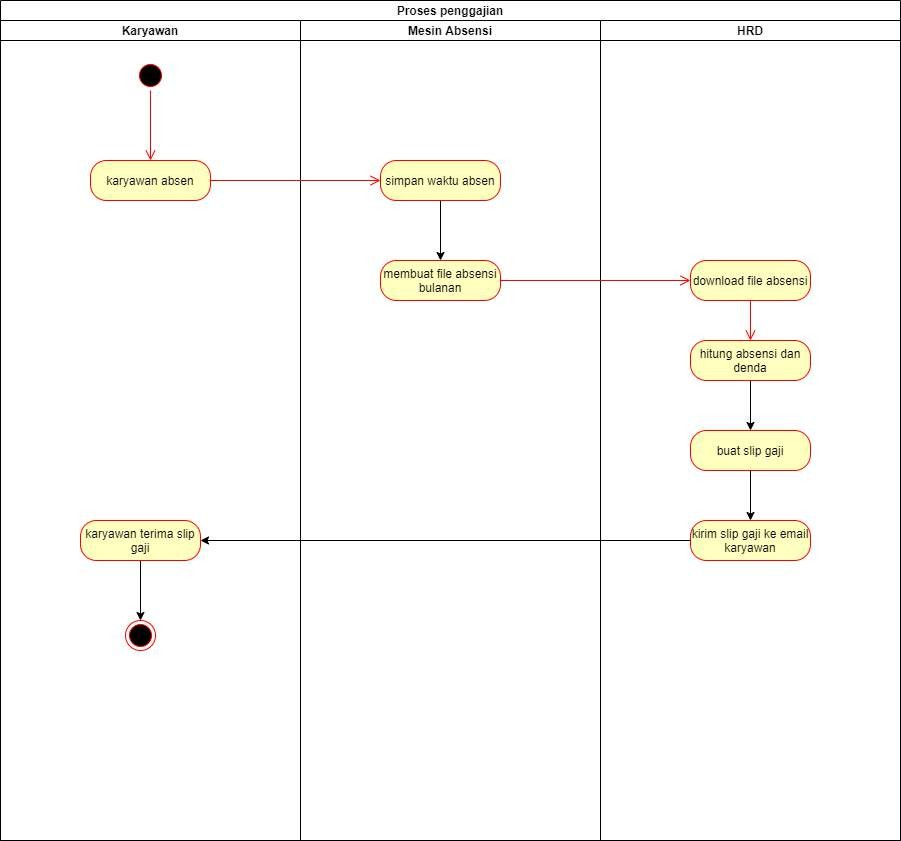 Proses penggajian
Karyawan
Mesin Absensi
HRD
karyawan absen
simpan waktu absen
membuat file absensi
bulanan
download file absensi
hitung absensi dan
denda
buat slip gaji
kirim slip gaji ke email
karyawan
karyawan terima slip
gaji